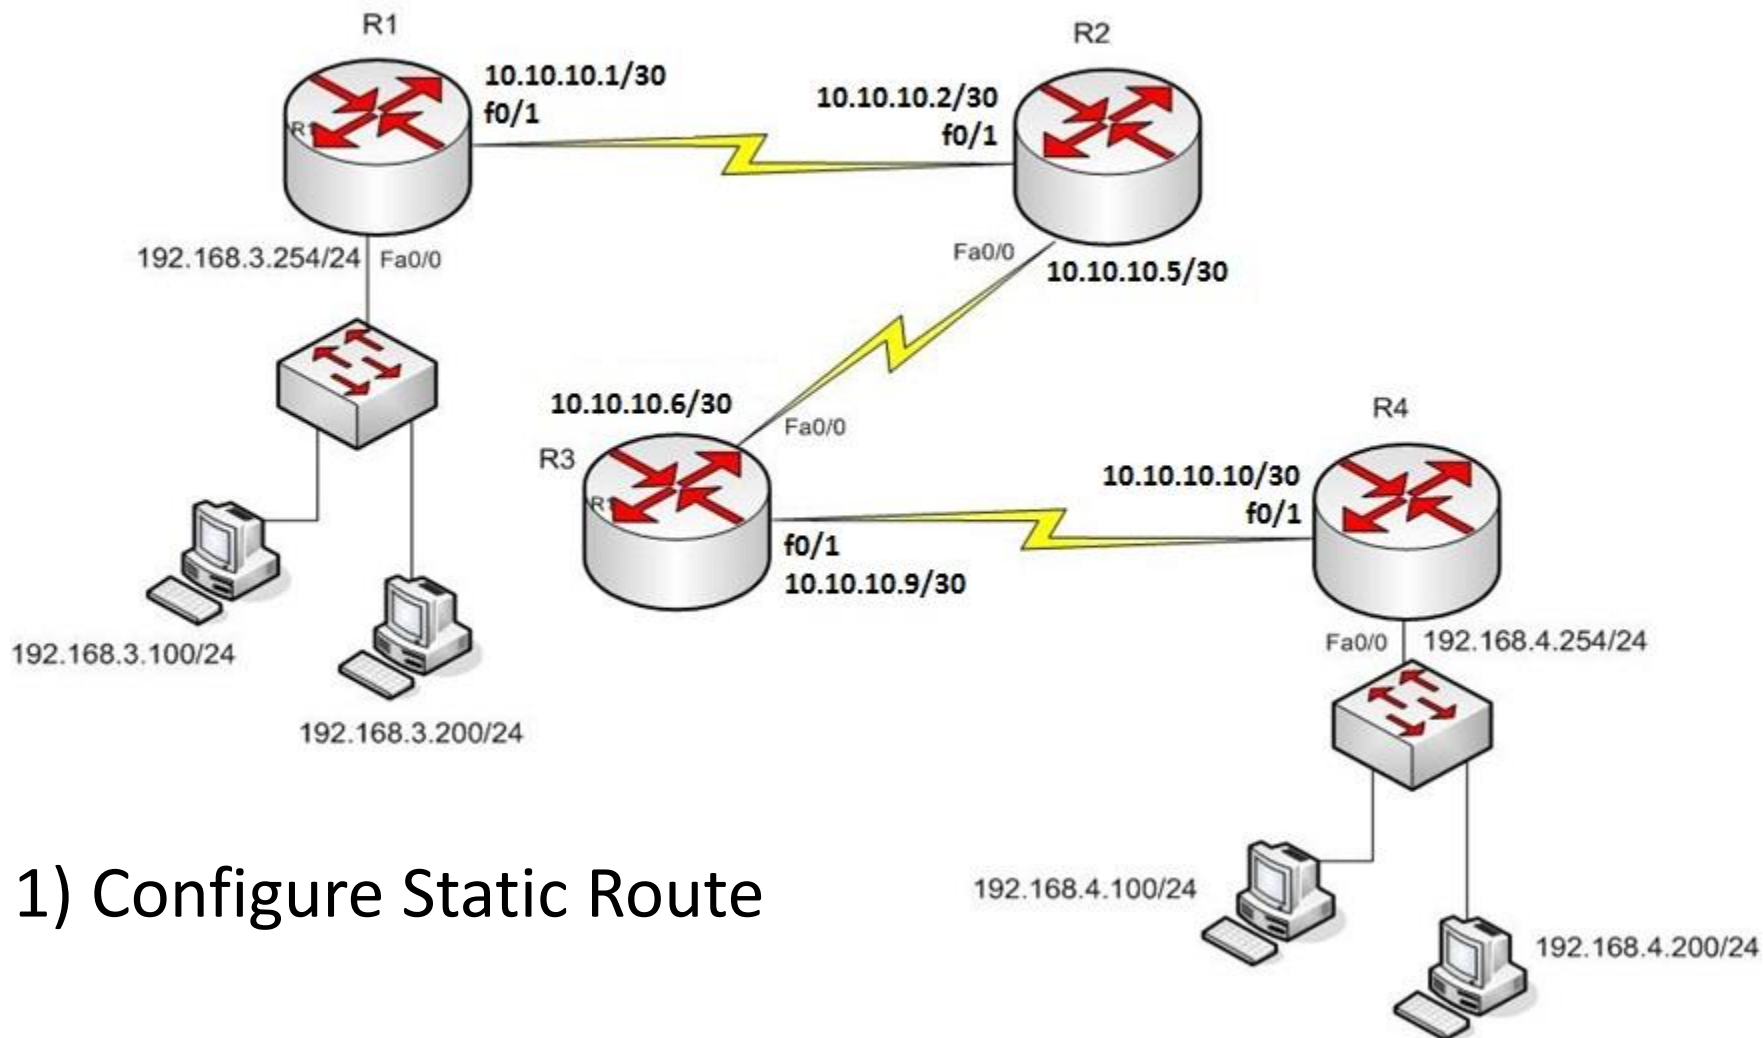 R1
10.10.10.1/30
f0/1
R1
R2
10.10.10.2/30
f0/1
192.168.3.254/24
Fa0/0
Fa0/0
10.10.10.5/30
10.10.10.6/30
Fa0/0
R3
R1
f0/1
10.10.10.9/30
R4
10.10.10.10/30
f0/1
192.168.3.100/24
192.168.3.200/24
Fa0/0
192.168.4.254/24
192.168.4.100/24
192.168.4.200/24
1) Configure Static Route